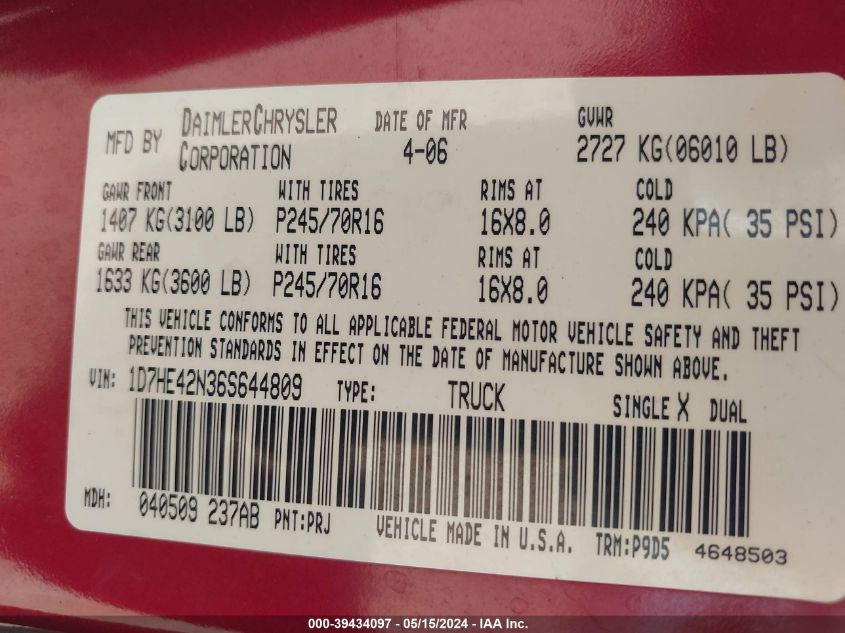 MFD BY DAIMLERCHRYSLER CORPORATION DATE OF MFR 4-06 GVWR 2727 KG(06010 LB)
GAWR FRONT WITH TIRES RIMS AT COLD
1407 KG(3100 LB) P245/70R16 16X8.0 240 KPA( 35 PSI)
GAWR REAR WITH TIRES RIMS AT COLD
1633 KG(3600 LB) P245/70R16 16X8.0 240 KPA( 35 PSI)
THIS VEHICLE CONFORMS TO ALL APPLICABLE FEDERAL MOTOR VEHICLE SAFETY AND THEFT
PREVENTION STANDARDS IN EFFECT ON THE DATE OF MANUFACTURE SHOWN ABOVE.
VIN: 1D7HE42N36S644809 TYPE: TRUCK SINGLE X DUAL
MDH: 040509 237AB PNT:PRJ VEHICLE MADE IN U.S.A. TRM:P9D5 4648503
000-39434097 - 05/15/2024 - IAA Inc.